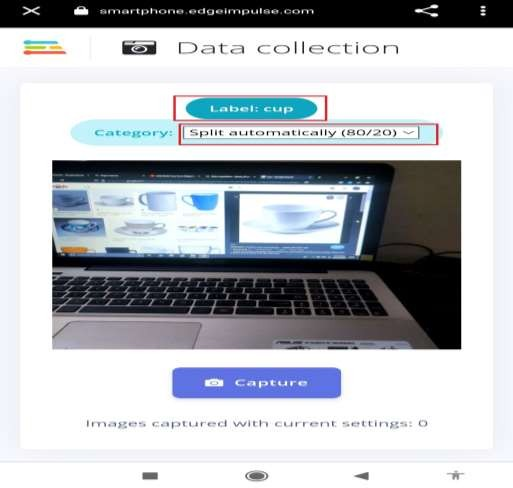 smartphone.edgeimpulse.com
Data collection
Label: cup
Category: Split automatically (80/20)
Capture
Images captured with current settings: 0